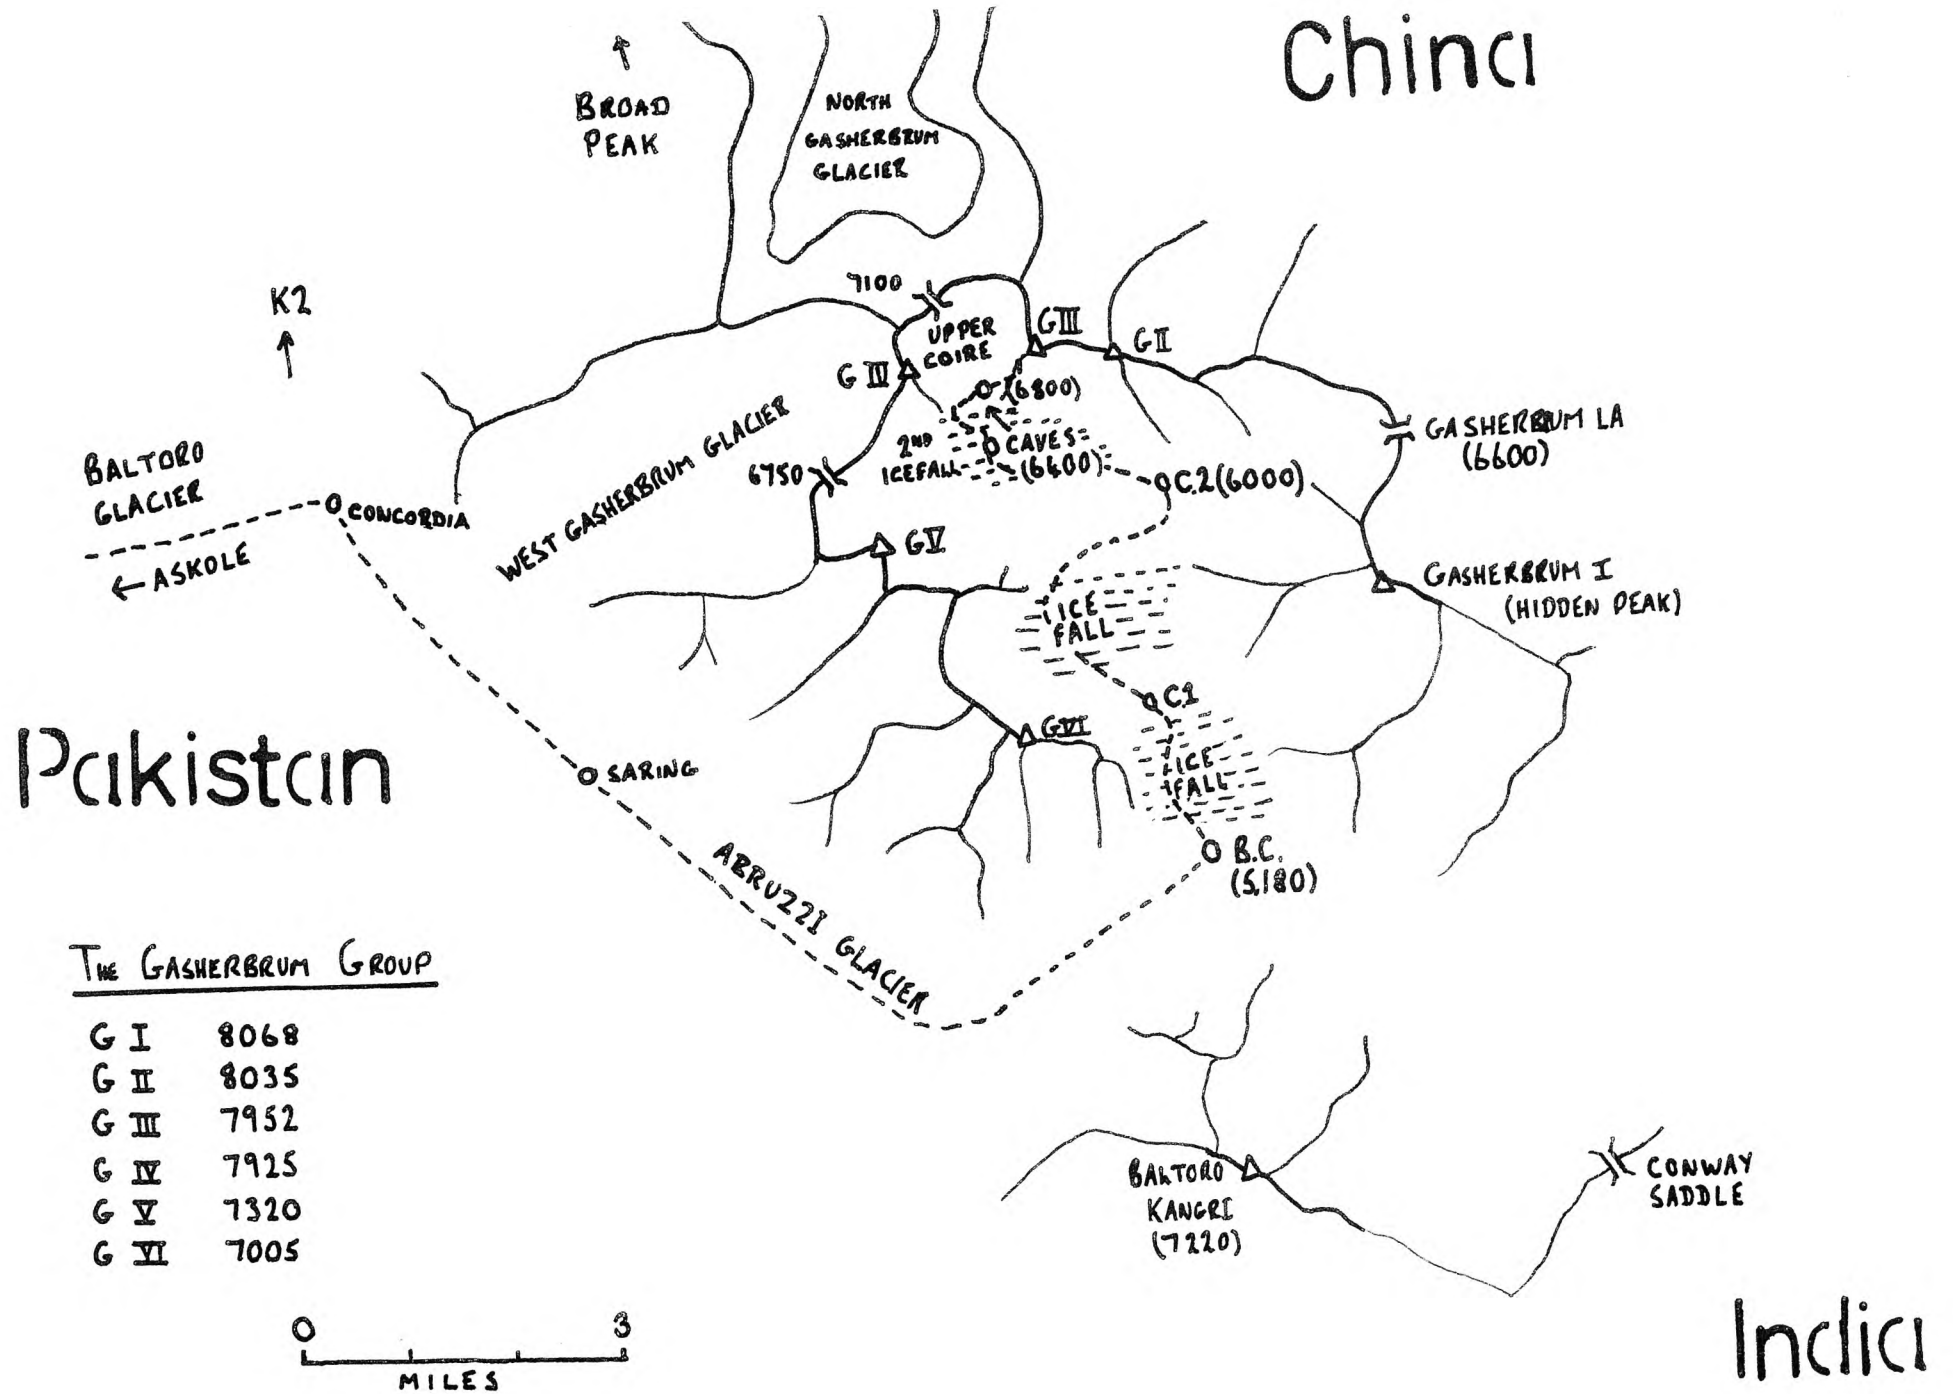 China
BROAD
PEAK
NORTH
GASHERBRUM
GLACIER
K2
7100
UPPER
COIRE
G III
G II
G III
(6800)
2ND
ICEFALL
CAVES
(6400)
GASHERBRUM LA
(6600)
BALTORO
GLACIER
WEST GASHERBRUM GLACIER
6750
C.2 (6000)
CONCORDIA
← ASKOLE
G V
ICE
FALL
GASHERBRUM I
(HIDDEN PEAK)
C.1
G VI
Pakistan
SARING
ICE
FALL
B.C.
(5,180)
ABRUZZI GLACIER
THE GASHERBRUM GROUP
G I 8068
G II 8035
G III 7952
G IV 7925
G V 7320
G VI 7005
BALTORO
KANGRI
(7220)
CONWAY
SADDLE
0 3
MILES
India